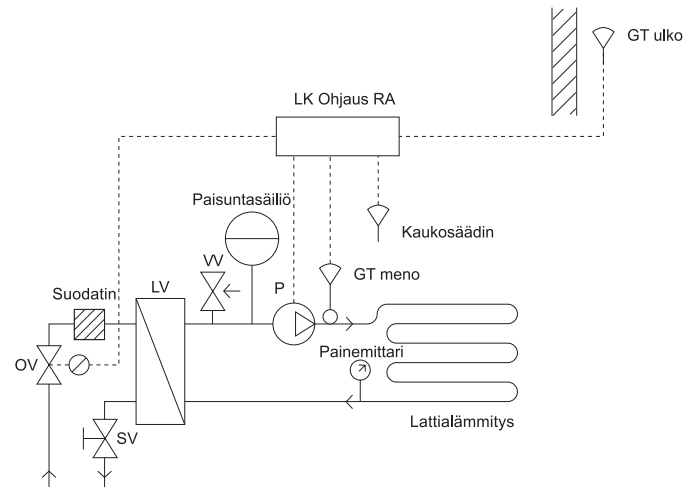 GT ulko
LK Ohjaus RA
Paisuntasäiliö
Kaukosäädin
VV
GT meno
P
LV
Suodatin
Painemittari
OV
SV
Lattialämmitys